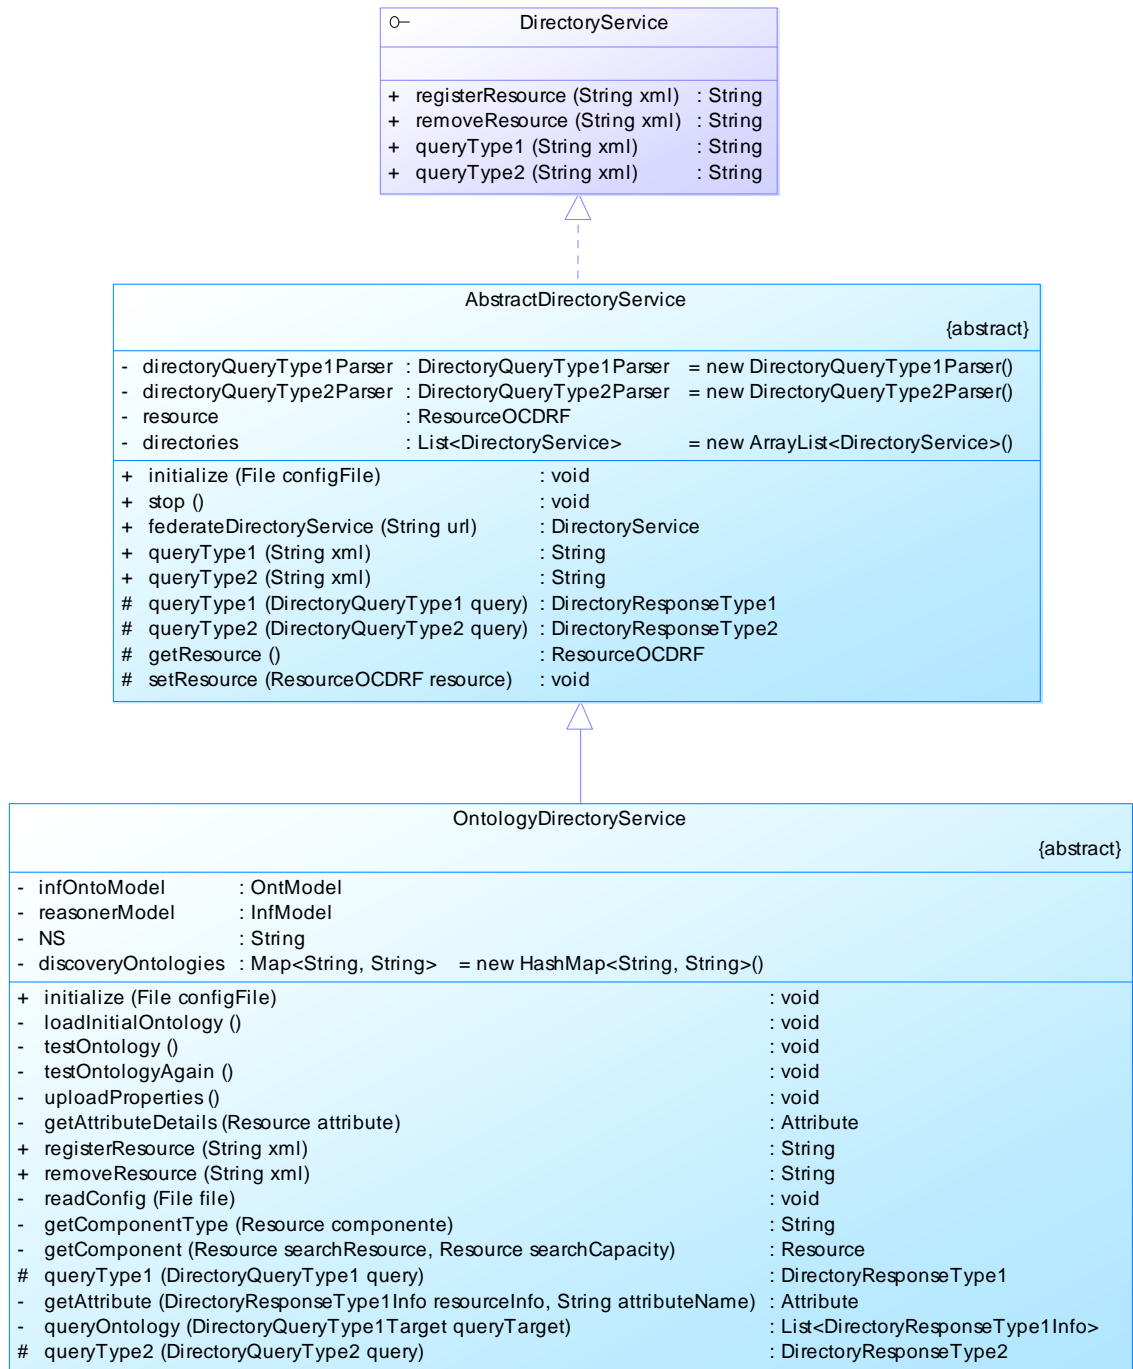 DirectoryService
+ registerResource (String xml) : String
+ removeResource (String xml) : String
+ queryType1 (String xml) : String
+ queryType2 (String xml) : String
AbstractDirectoryService
{abstract}
- directoryQueryType1Parser : DirectoryQueryType1Parser = new DirectoryQueryType1Parser()
- directoryQueryType2Parser : DirectoryQueryType2Parser = new DirectoryQueryType2Parser()
- resource : ResourceOCDRF
- directories : List<DirectoryService> = new ArrayList<DirectoryService>()
+ initialize (File configFile) : void
+ stop () : void
+ federateDirectoryService (String url) : DirectoryService
+ queryType1 (String xml) : String
+ queryType2 (String xml) : String
# queryType1 (DirectoryQueryType1 query) : DirectoryResponseType1
# queryType2 (DirectoryQueryType2 query) : DirectoryResponseType2
# getResource () : ResourceOCDRF
# setResource (ResourceOCDRF resource) : void
OntologyDirectoryService
{abstract}
- infOntoModel : OntModel
- reasonerModel : InfModel
- NS : String
- discoveryOntologies : Map<String, String> = new HashMap<String, String>()
+ initialize (File configFile) : void
- loadInitialOntology () : void
- testOntology () : void
- testOntologyAgain () : void
- uploadProperties () : void
- getAttributeDetails (Resource attribute) : Attribute
+ registerResource (String xml) : String
+ removeResource (String xml) : String
- readConfig (File file) : void
- getComponentType (Resource componente) : String
- getComponent (Resource searchResource, Resource searchCapacity) : Resource
# queryType1 (DirectoryQueryType1 query) : DirectoryResponseType1
- getAttribute (DirectoryResponseType1Info resourceInfo, String attributeName) : Attribute
- queryOntology (DirectoryQueryType1Target queryTarget) : List<DirectoryResponseType1Info>
# queryType2 (DirectoryQueryType2 query) : DirectoryResponseType2